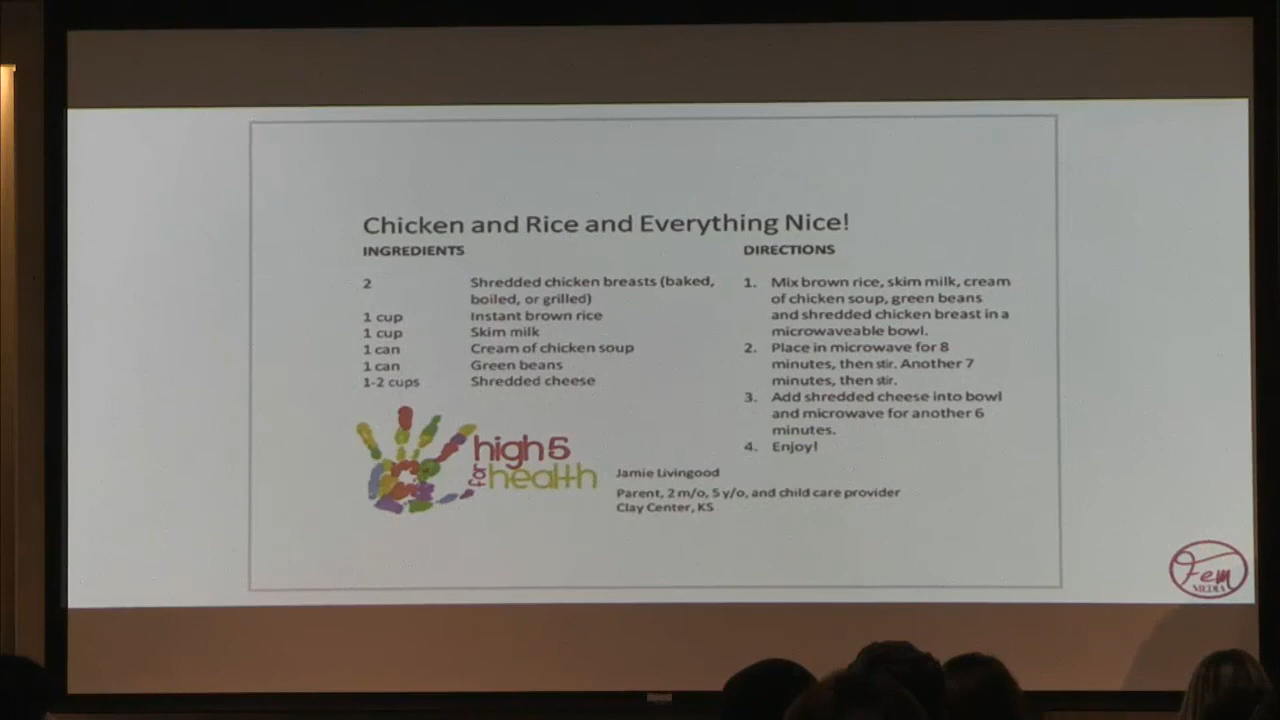 Chicken and Rice and Everything Nice!
INGREDIENTS
2 Shredded chicken breasts (baked,
boiled, or grilled)
1 cup Instant brown rice
1 cup Skim milk
1 can Cream of chicken soup
1 can Green beans
1-2 cups Shredded cheese
DIRECTIONS
1. Mix brown rice, skim milk, cream
of chicken soup, green beans
and shredded chicken breast in a
microwaveable bowl.
2. Place in microwave for 8
minutes, then stir. Another 7
minutes, then stir.
3. Add shredded cheese into bowl
and microwave for another 6
minutes.
4. Enjoy!
high 5
for health
Jamie Livingood
Parent, 2 m/o, 5 y/o, and child care provider
Clay Center, KS
Fem
MEDIA